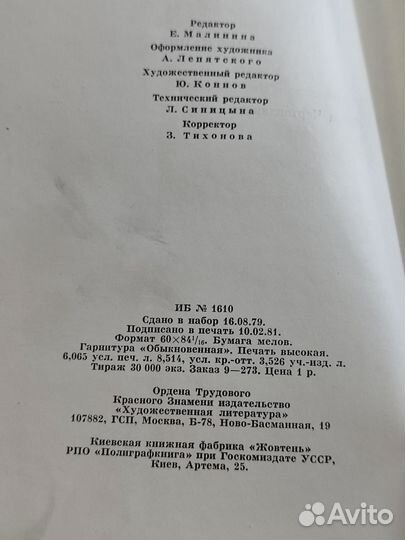 Редактор
Е. Малинина
Оформление художника
А. Лепятского
Художественный редактор
Ю. Коннов
Технический редактор
Л. Синицына
Корректор
З. Тихонова
ИБ № 1610
Сдано в набор 16.08.79.
Подписано в печать 10.02.81.
Формат 60×84¹/₁₆. Бумага мелов.
Гарнитура «Обыкновенная». Печать высокая.
6,065 усл. печ. л. 8,514, усл. кр.-отт. 3,526 уч.-изд. л.
Тираж 30 000 экз. Заказ 9—273. Цена 1 р.
Ордена Трудового
Красного Знамени издательство
«Художественная литература»
107882, ГСП, Москва, Б-78, Ново-Басманная, 19
Киевская книжная фабрика «Жовтень»
РПО «Полиграфкнига» при Госкомиздате УССР,
Киев, Артема, 25.
Avito